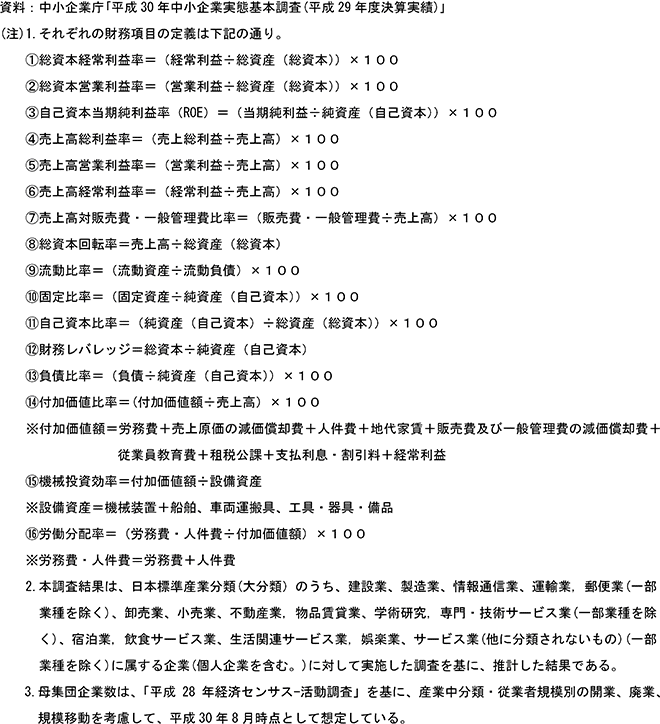 資料：中小企業庁「平成30年中小企業実態基本調査(平成29年度決算実績)」
(注)1.それぞれの財務項目の定義は下記の通り。
①総資本経常利益率＝（経常利益÷総資産（総資本））×１００
②総資本営業利益率＝（営業利益÷総資産（総資本））×１００
③自己資本当期純利益率（ROE）＝（当期純利益÷純資産（自己資本））×１００
④売上高総利益率＝（売上総利益÷売上高）×１００
⑤売上高営業利益率＝（営業利益÷売上高）×１００
⑥売上高経常利益率＝（経常利益÷売上高）×１００
⑦売上高対販売費・一般管理費比率＝（販売費・一般管理費÷売上高）×１００
⑧総資本回転率＝売上高÷総資産（総資本）
⑨流動比率＝（流動資産÷流動負債）×１００
⑩固定比率＝（固定資産÷純資産（自己資本））×１００
⑪自己資本比率＝（純資産（自己資本）÷総資産（総資本））×１００
⑫財務レバレッジ＝総資本÷純資産（自己資本）
⑬負債比率＝（負債÷純資産（自己資本））×１００
⑭付加価値比率＝(付加価値額÷売上高）×１００
※付加価値額＝労務費＋売上原価の減価償却費＋人件費＋地代家賃＋販売費及び一般管理費の減価償却費＋
従業員教育費＋租税公課＋支払利息・割引料＋経常利益
⑮機械投資効率＝付加価値額÷設備資産
※設備資産＝機械装置＋船舶、車両運搬具、工具・器具・備品
⑯労働分配率＝（労務費・人件費÷付加価値額）×１００
※労務費・人件費＝労務費＋人件費
2.本調査結果は、日本標準産業分類(大分類）のうち、建設業、製造業、情報通信業、運輸業，郵便業(一部
業種を除く)、卸売業、小売業、不動産業，物品賃貸業、学術研究，専門・技術サービス業(一部業種を除
く)、宿泊業，飲食サービス業、生活関連サービス業，娯楽業、サービス業(他に分類されないもの)(一部
業種を除く)に属する企業(個人企業を含む。)に対して実施した調査を基に、推計した結果である。
3.母集団企業数は、「平成 28 年経済センサス-活動調査」を基に、産業中分類・従業者規模別の開業、廃業、
規模移動を考慮して、平成30年8月時点として想定している。